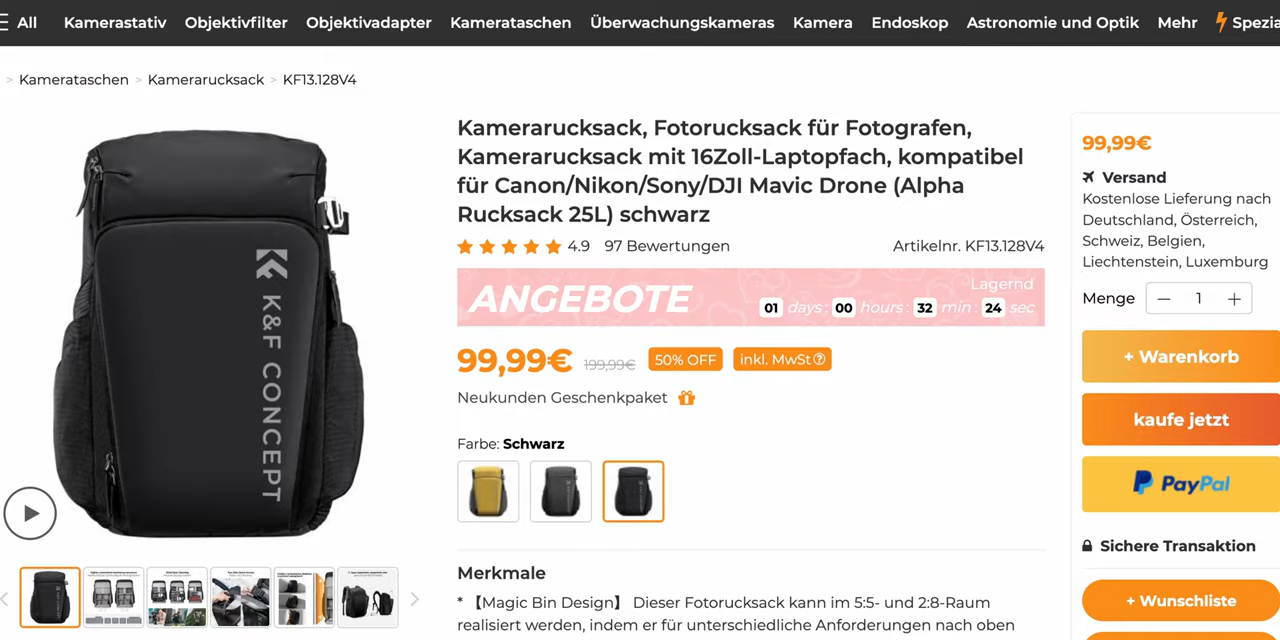 All Kamerastativ Objektivfilter Objektivadapter Kamerataschen Überwachungskameras Kamera Endoskop Astronomie und Optik Mehr
> Kamerataschen > Kamerarucksack > KF13.128V4
K&F CONCEPT
Kamerarucksack, Fotorucksack für Fotografen,
Kamerarucksack mit 16Zoll-Laptopfach, kompatibel
für Canon/Nikon/Sony/DJI Mavic Drone (Alpha
Rucksack 25L) schwarz
4.9 97 Bewertungen Artikelnr. KF13.128V4
ANGEBOTE
Lagernd
01 days : 00 hours : 32 min : 24 sec
99,99€ 199,99€ 50% OFF inkl. MwSt
Neukunden Geschenkpaket
Farbe: Schwarz
Merkmale
* 【Magic Bin Design】 Dieser Fotorucksack kann im 5:5- und 2:8-Raum
realisiert werden, indem er für unterschiedliche Anforderungen nach oben
99,99€
Versand
Kostenlose Lieferung nach
Deutschland, Österreich,
Schweiz, Belgien,
Liechtenstein, Luxemburg
Menge — 1 +
+ Warenkorb
kaufe jetzt
PayPal
Sichere Transaktion
+ Wunschliste